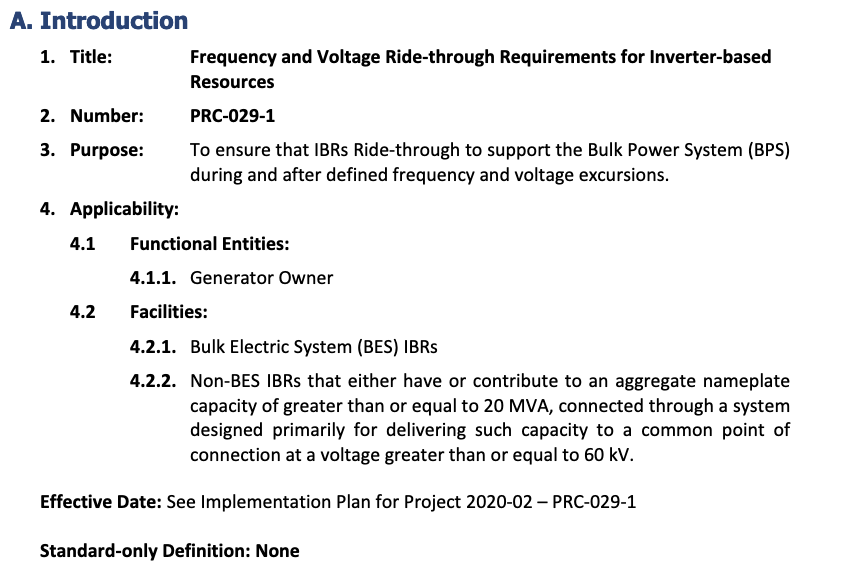 A. Introduction
1. Title: Frequency and Voltage Ride-through Requirements for Inverter-based
Resources
2. Number: PRC-029-1
3. Purpose: To ensure that IBRs Ride-through to support the Bulk Power System (BPS)
during and after defined frequency and voltage excursions.
4. Applicability:
4.1 Functional Entities:
4.1.1. Generator Owner
4.2 Facilities:
4.2.1. Bulk Electric System (BES) IBRs
4.2.2. Non-BES IBRs that either have or contribute to an aggregate nameplate
capacity of greater than or equal to 20 MVA, connected through a system
designed primarily for delivering such capacity to a common point of
connection at a voltage greater than or equal to 60 kV.
Effective Date: See Implementation Plan for Project 2020-02 – PRC-029-1
Standard-only Definition: None